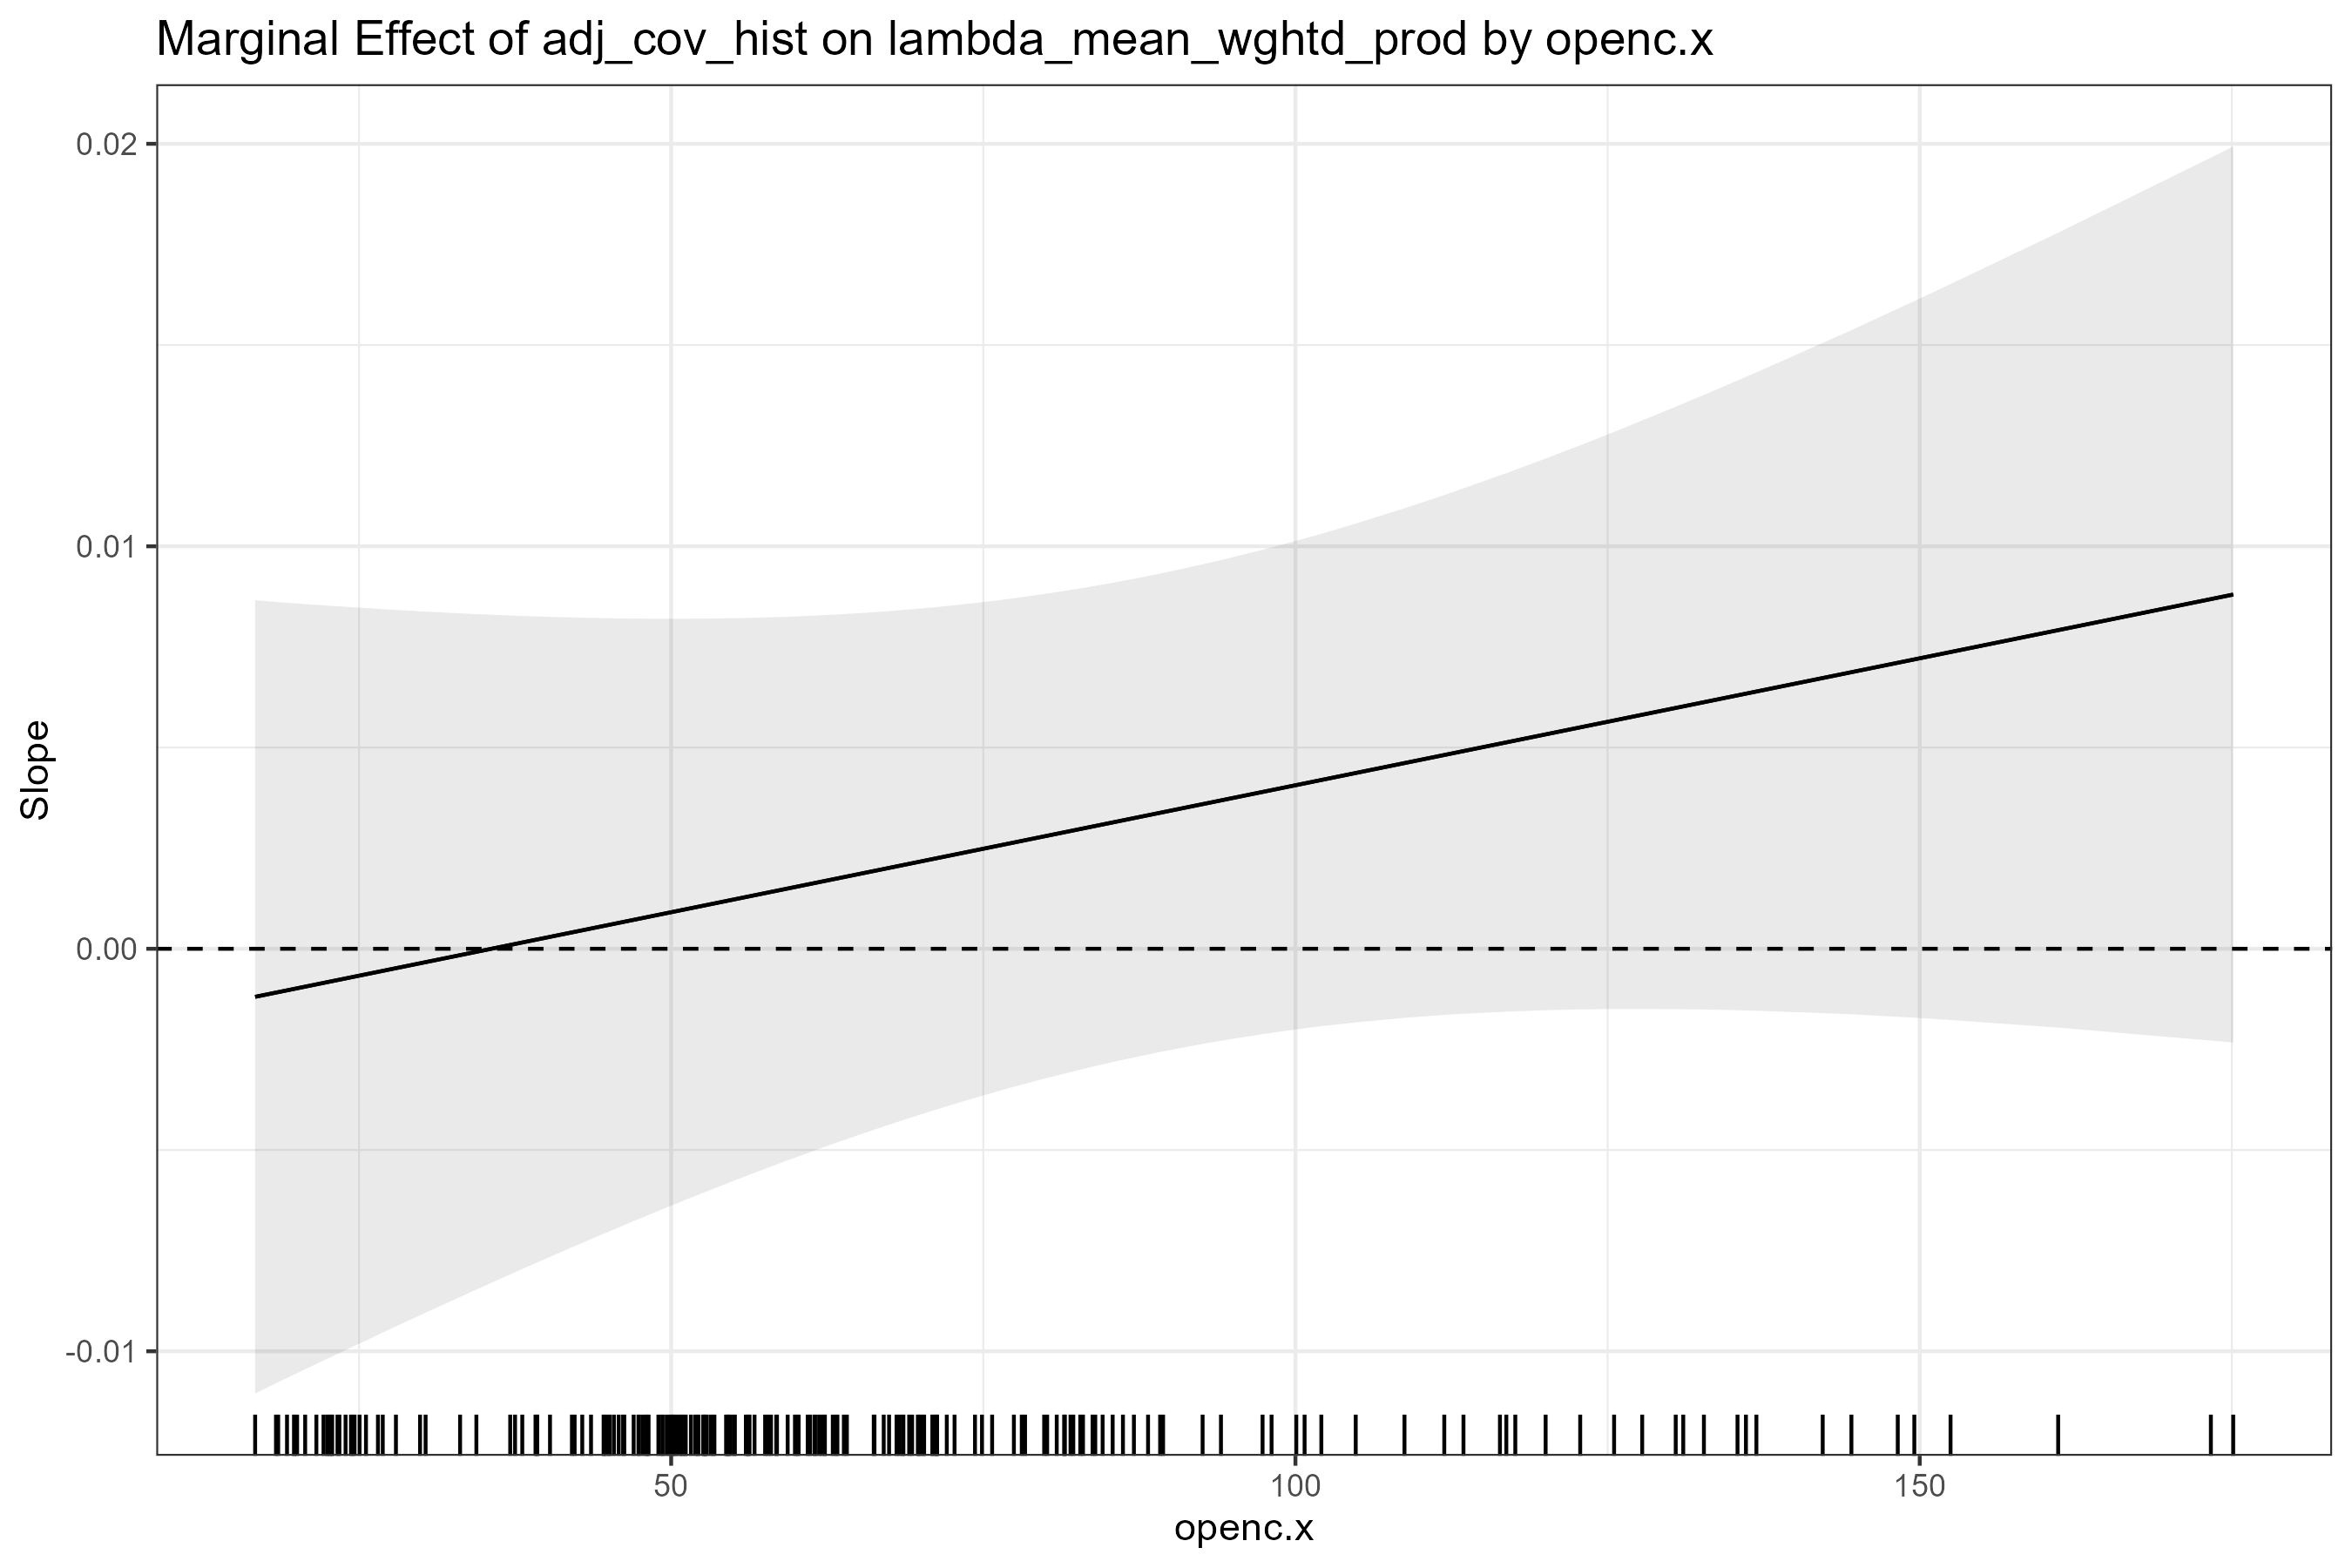 Marginal Effect of adj_cov_hist on lambda_mean_wghtd_prod by openc.x
0.02
0.01
0.00
-0.01
Slope
50
100
150
openc.x